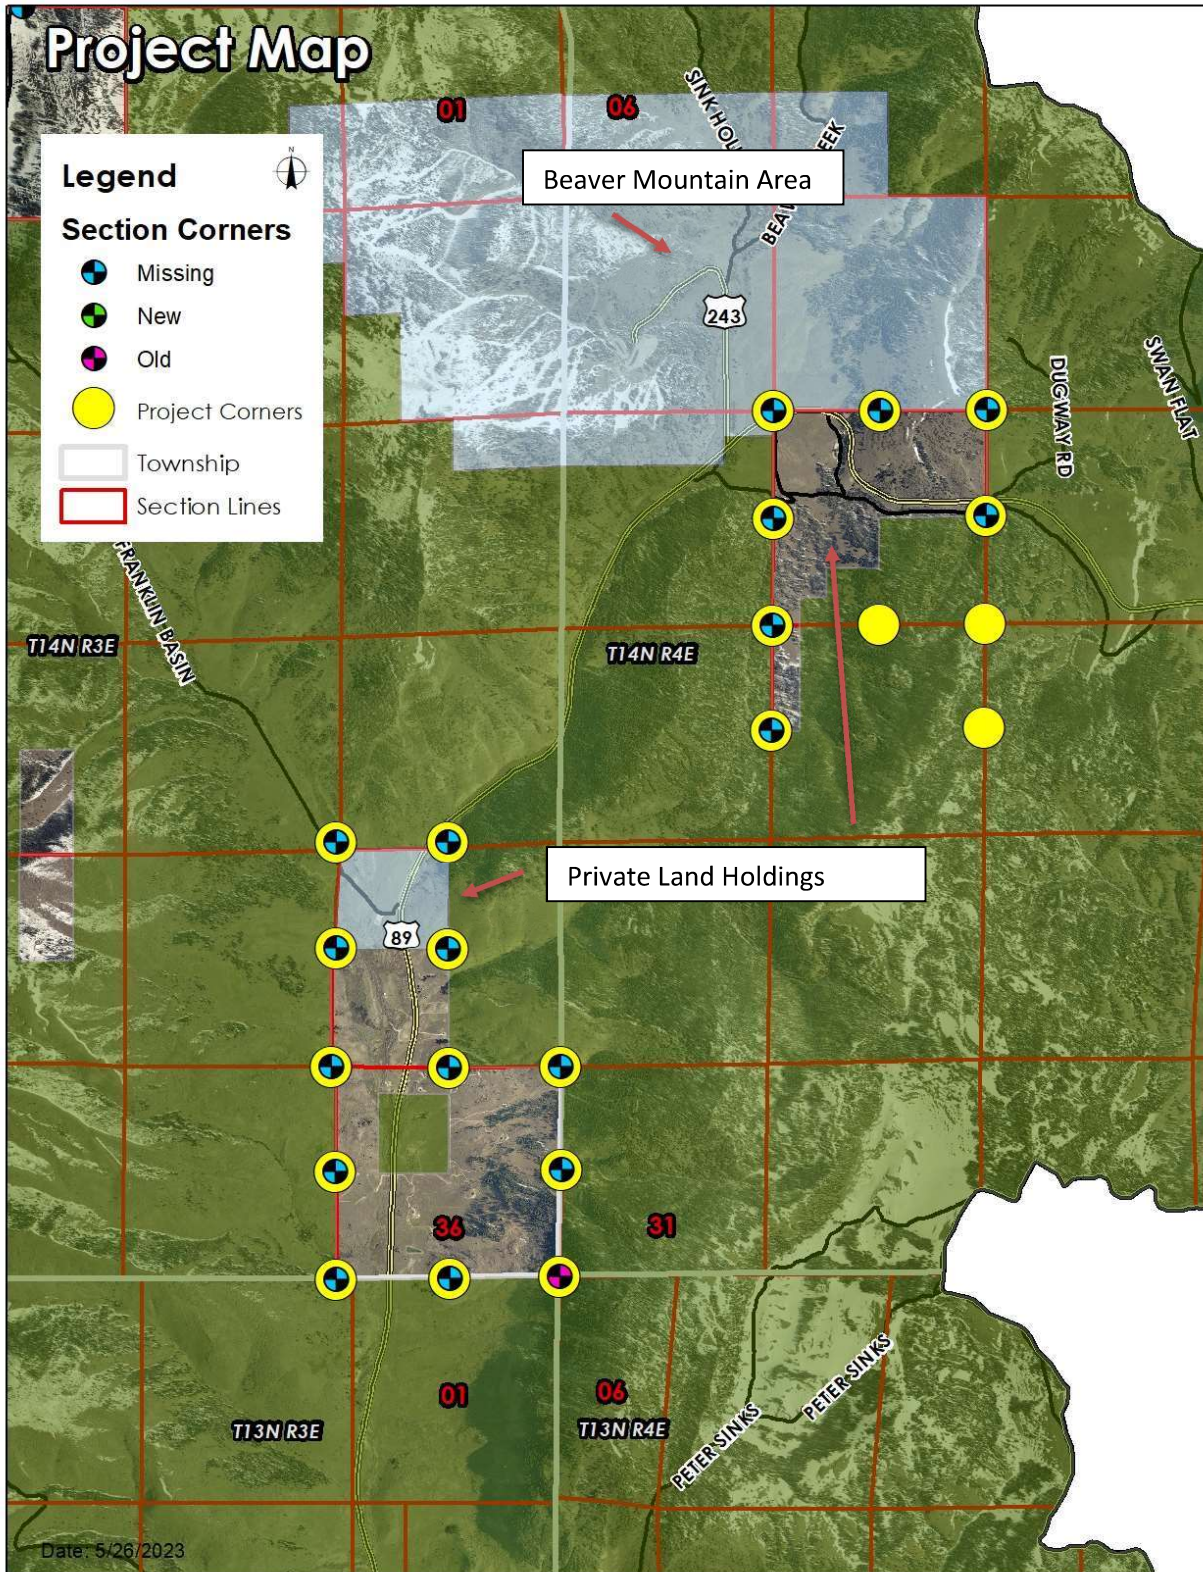 Project Map
01
06
SINK HOL
BEAV
EEK
Beaver Mountain Area
Legend
N
Section Corners
Missing
New
Old
Project Corners
Township
Section Lines
243
DUGWAY RD
SWAN FLAT
FRANKLIN BASIN
T14N R3E
T14N R4E
Private Land Holdings
89
36
31
01
06
T13N R3E
T13N R4E
PETER SINKS
PETER SINKS
Date: 5/26/2023